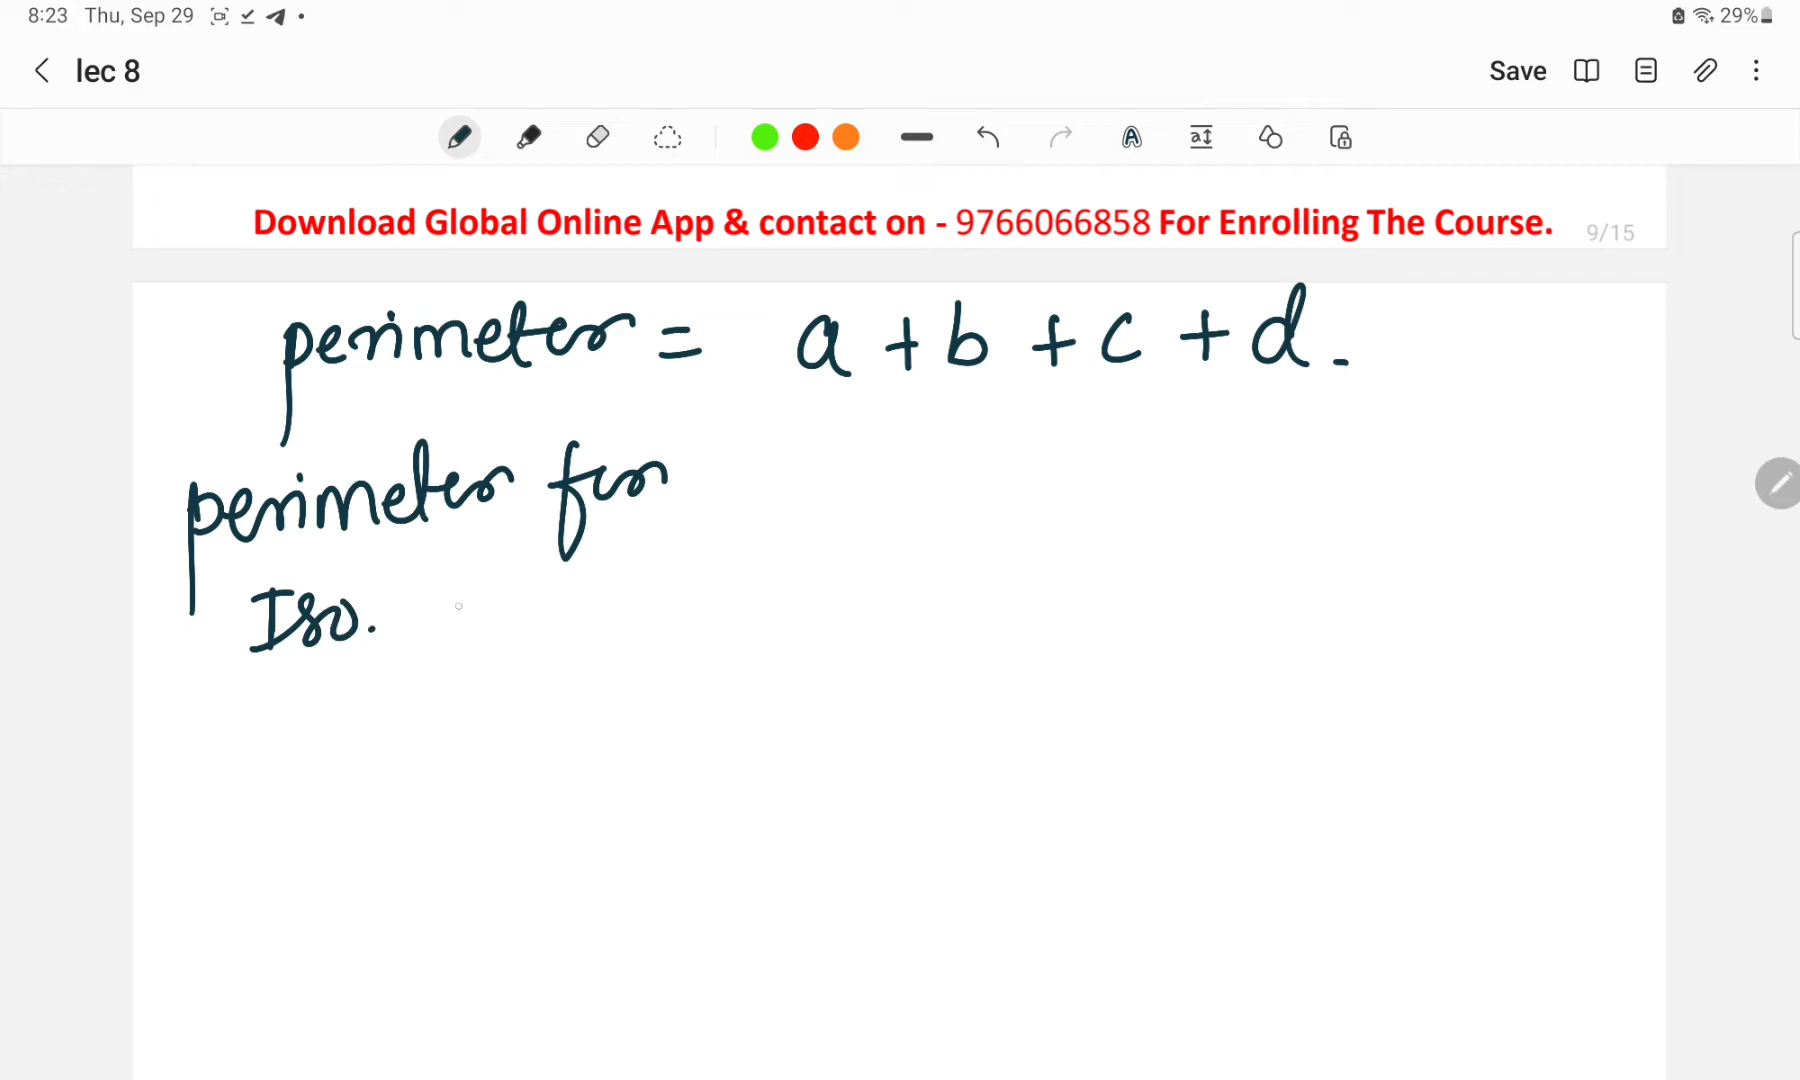 8:23 Thu, Sep 29 29%
lec 8 Save
Download Global Online App & contact on - 9766066858 For Enrolling The Course. 9/15
perimeter = a + b + c + d.
perimeter for
Iso.